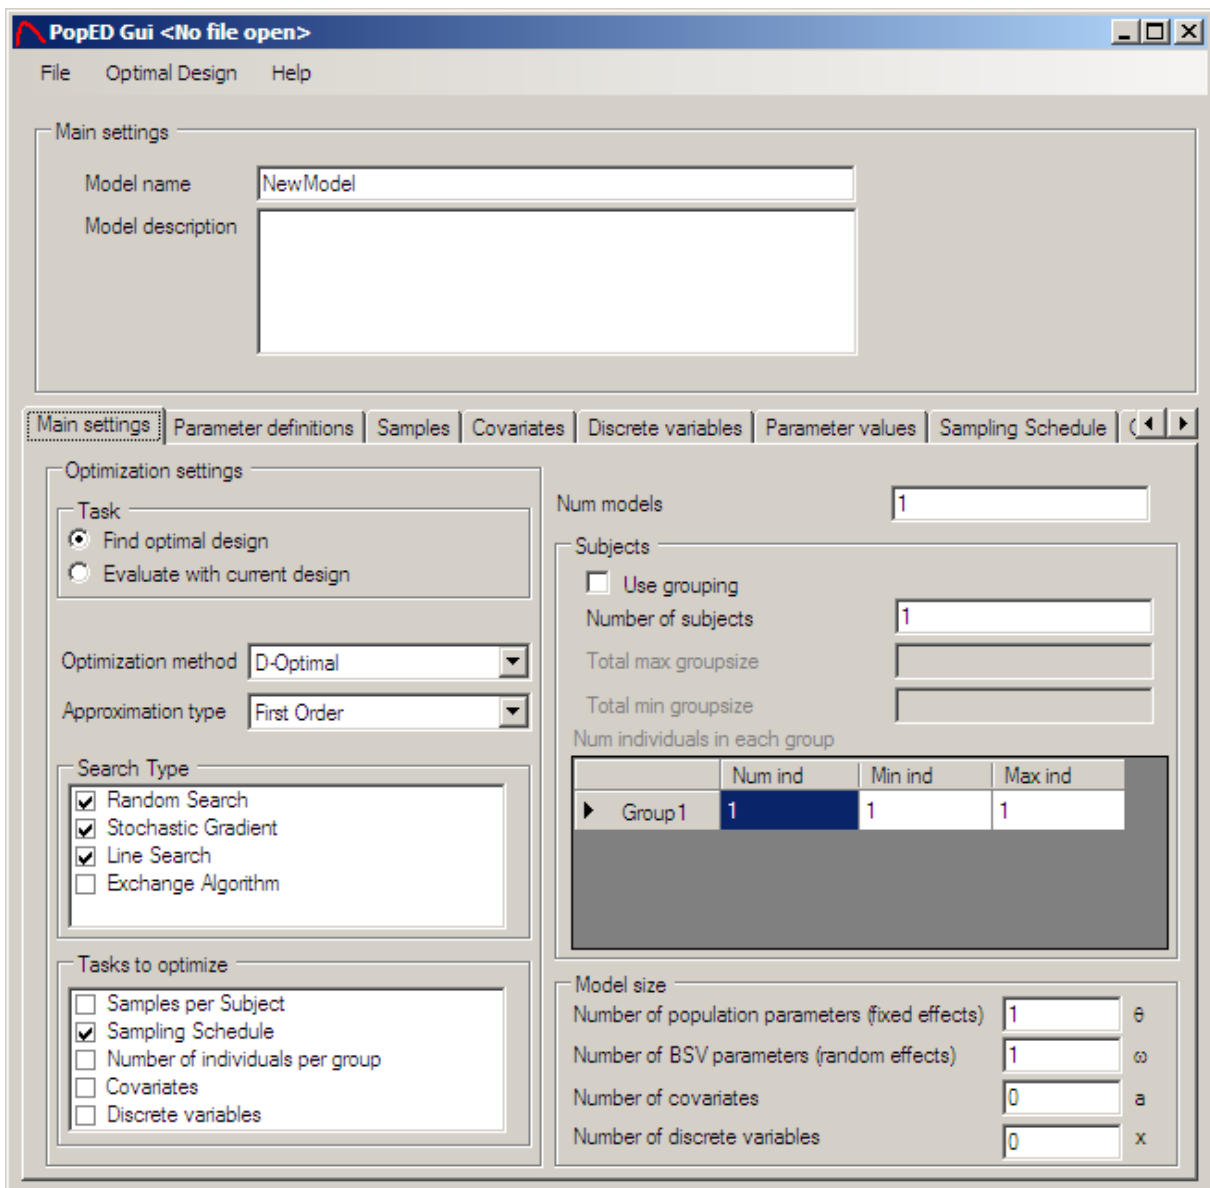 PopED Gui <No file open>
File Optimal Design Help
Main settings
Model name NewModel
Model description
Main settings Parameter definitions Samples Covariates Discrete variables Parameter values Sampling Schedule
Optimization settings
Task
Find optimal design
Evaluate with current design
Optimization method D-Optimal
Approximation type First Order
Search Type
Random Search
Stochastic Gradient
Line Search
Exchange Algorithm
Tasks to optimize
Samples per Subject
Sampling Schedule
Number of individuals per group
Covariates
Discrete variables
Num models 1
Subjects
Use grouping
Number of subjects 1
Total max groupsize
Total min groupsize
Num individuals in each group
Num ind Min ind Max ind
Group1 1 1 1
Model size
Number of population parameters (fixed effects) 1 θ
Number of BSV parameters (random effects) 1 ω
Number of covariates 0 a
Number of discrete variables 0 x